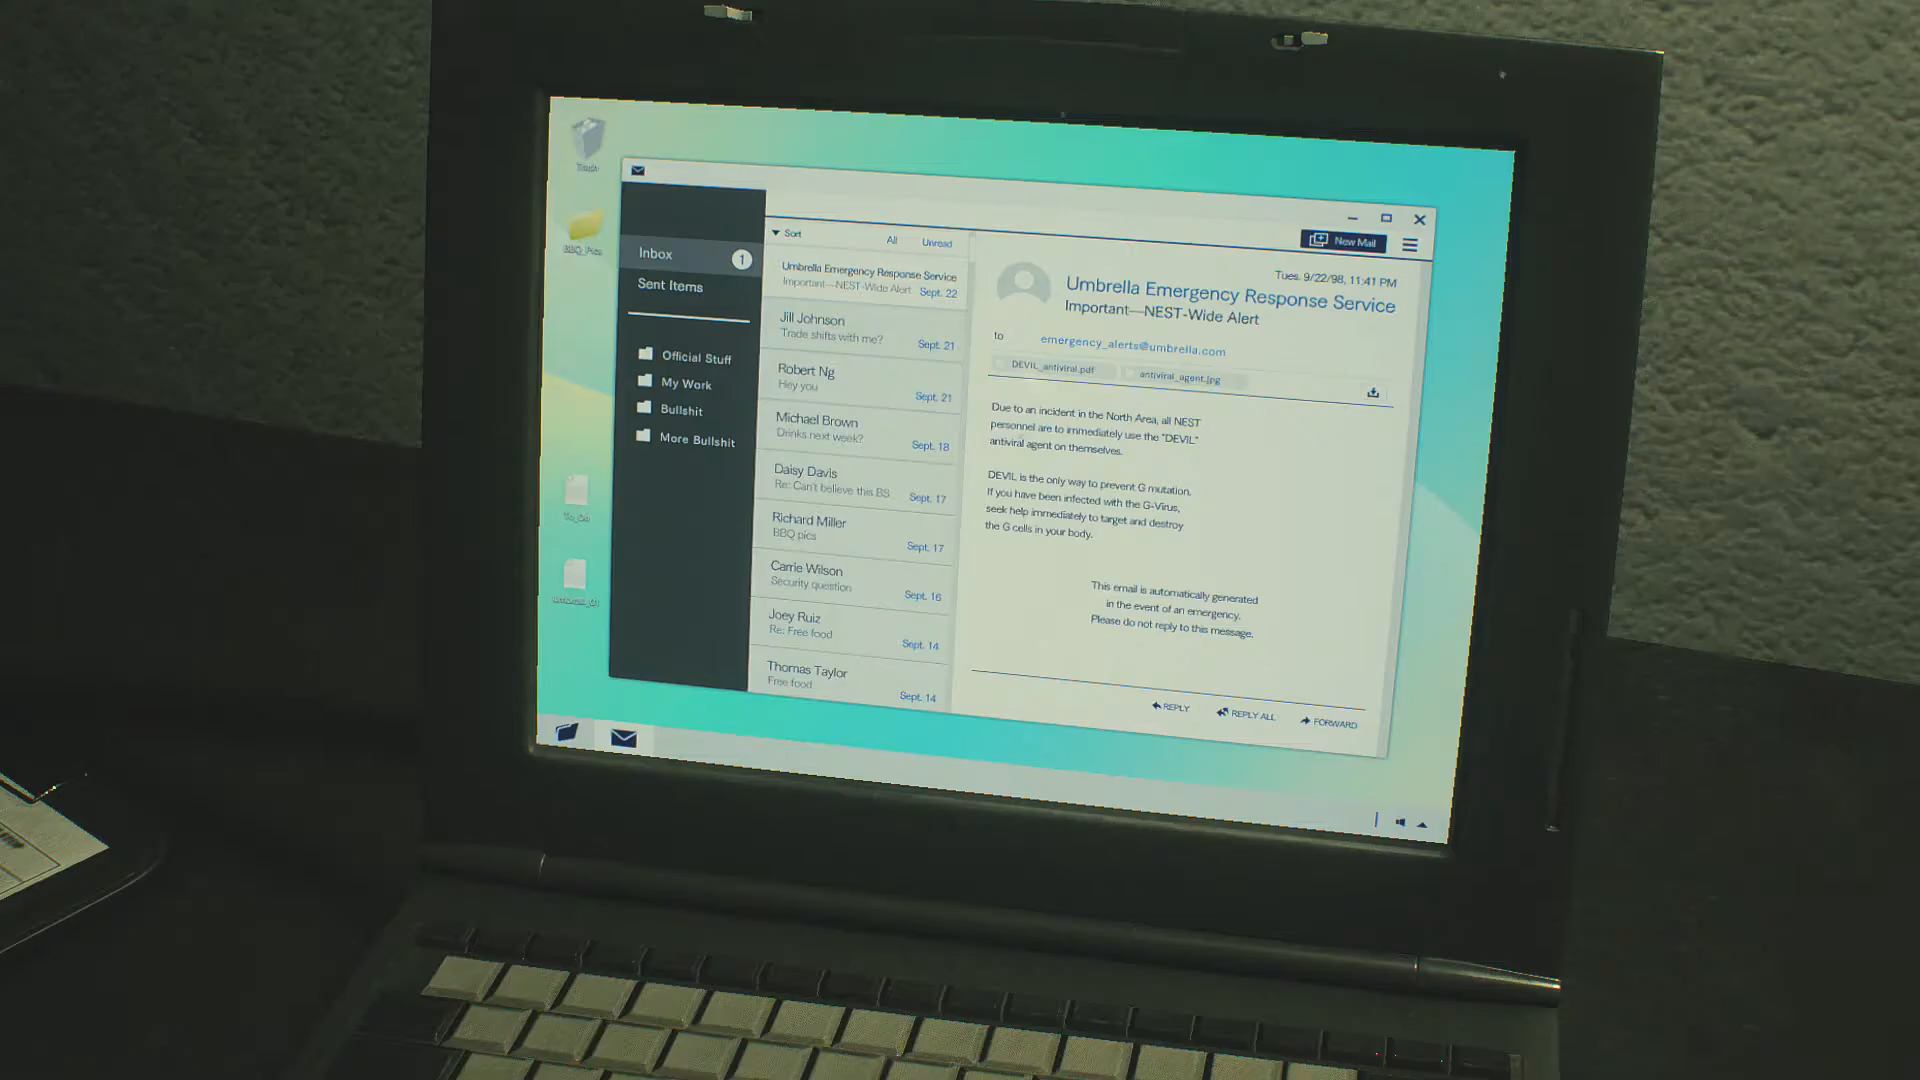 Trash
BBQ_Pics
To_Do
Inbox
1
Sent Items
Official Stuff
My Work
Bullshit
More Bullshit
Sort
All
Unread
Umbrella Emergency Response Service
Important—NEST-Wide Alert
Sept. 22
Jill Johnson
Trade shifts with me?
Sept. 21
Robert Ng
Hey you
Sept. 21
Michael Brown
Drinks next week?
Sept. 18
Daisy Davis
Re: Can't believe this BS
Sept. 17
Richard Miller
BBQ pics
Sept. 17
Carrie Wilson
Security question
Sept. 16
Joey Ruiz
Re: Free food
Sept. 14
Thomas Taylor
Free food
Sept. 14
New Mail
Tues. 9/22/98, 11:41 PM
Umbrella Emergency Response Service
Important—NEST-Wide Alert
to
emergency_alerts@umbrella.com
DEVIL_antiviral.pdf
antiviral_agent.jpg
Due to an incident in the North Area, all NEST
personnel are to immediately use the "DEVIL"
antiviral agent on themselves.
DEVIL is the only way to prevent G mutation.
If you have been infected with the G-Virus,
seek help immediately to target and destroy
the G cells in your body.
This email is automatically generated
in the event of an emergency.
Please do not reply to this message.
REPLY
REPLY ALL
FORWARD